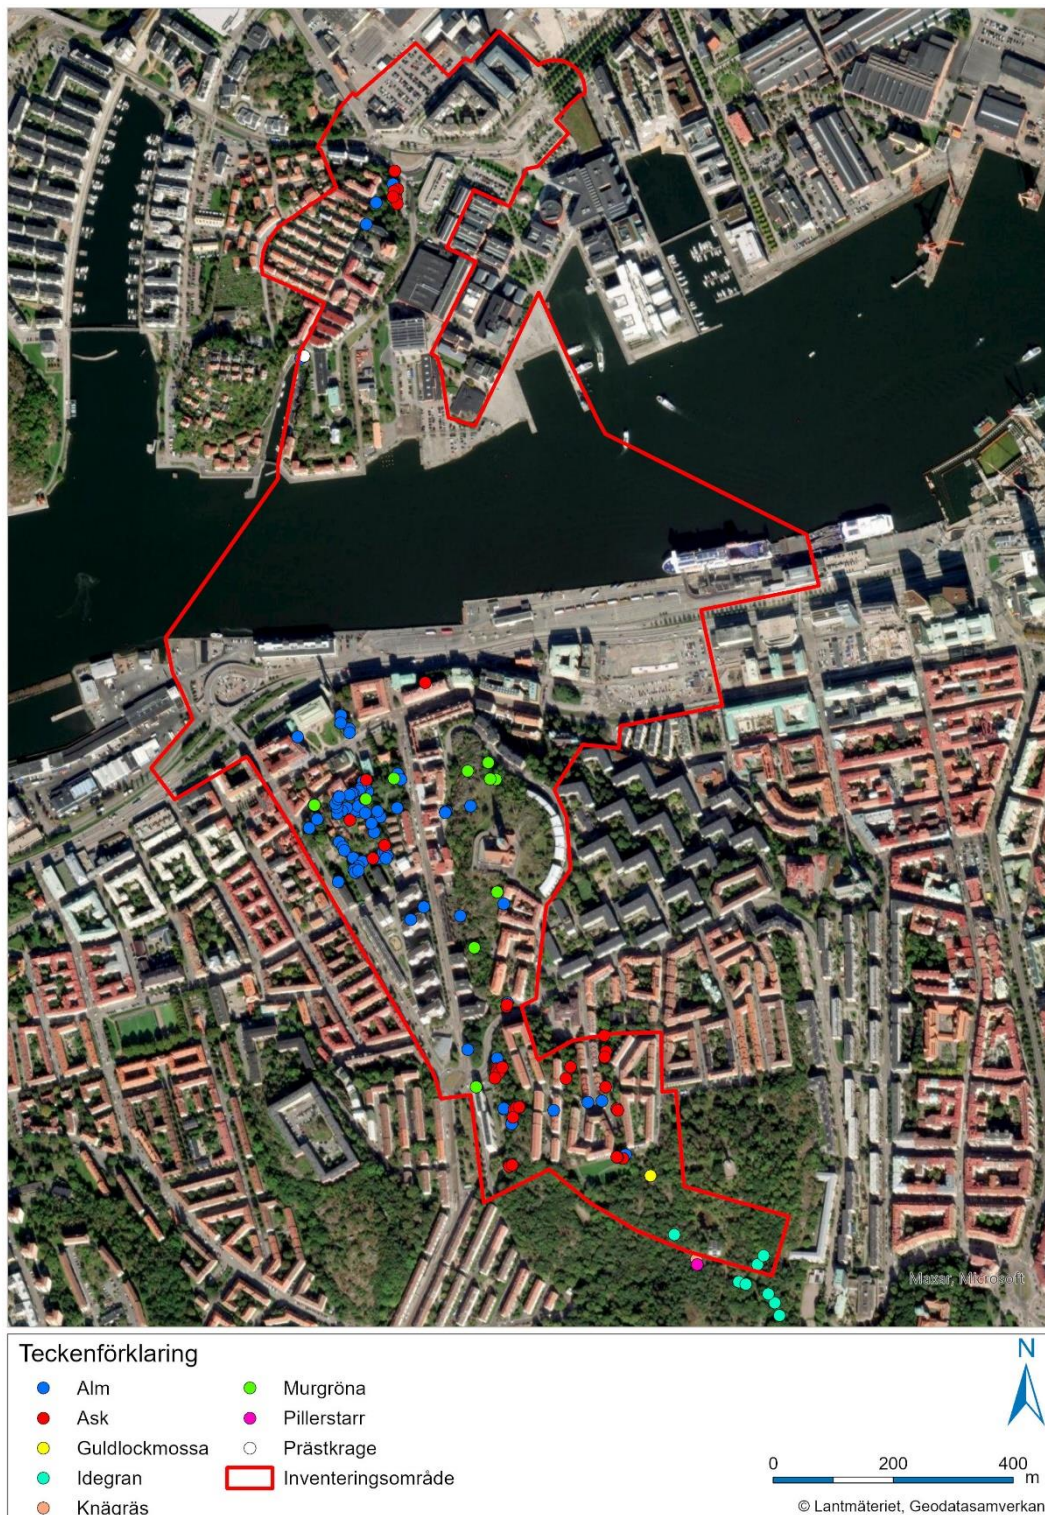 Maxar, Microsoft
Teckenförklaring
Alm
Ask
Guldlockmossa
Idegran
Knägräs
Murgröna
Pillerstarr
Prästkrage
Inventeringsområde
N
0 200 400
m
© Lantmäteriet, Geodatasamverkan